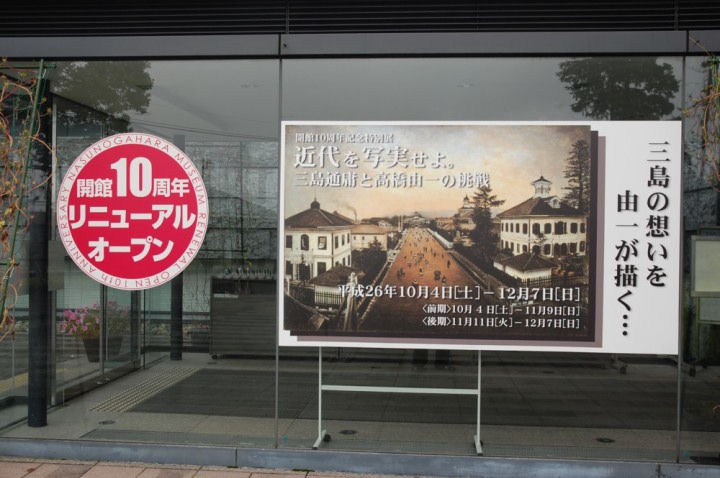 NASUNOGAHARA MUSEUM RENEWAL OPEN 10th ANNIVERSARY
開館10周年
リニューアル
オープン
開館10周年記念特別展
近代を写実せよ。
三島通庸と高橋由一の挑戦
平成26年10月4日[土]－12月7日[日]
〈前期〉10月 4 日[土]－11月9日[日]
〈後期〉11月11日[火]－12月7日[日]
三島の想いを
由一が描く…